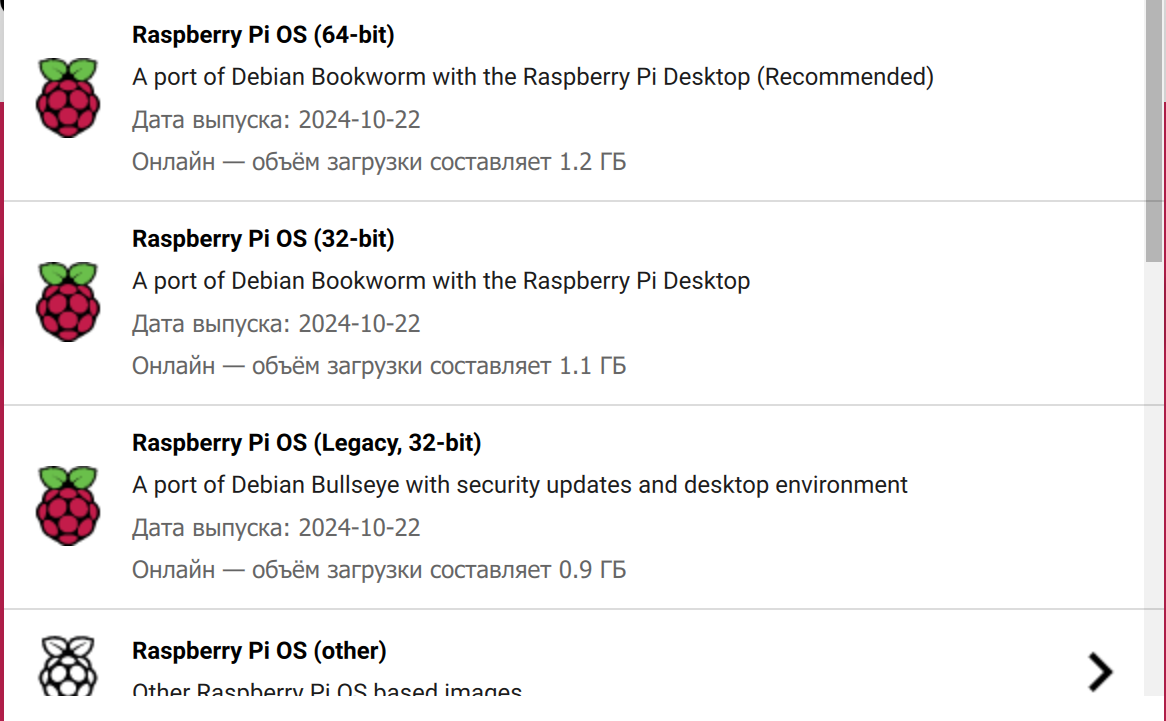 Raspberry Pi OS (64-bit)
A port of Debian Bookworm with the Raspberry Pi Desktop (Recommended)
Дата выпуска: 2024-10-22
Онлайн — объём загрузки составляет 1.2 ГБ
Raspberry Pi OS (32-bit)
A port of Debian Bookworm with the Raspberry Pi Desktop
Дата выпуска: 2024-10-22
Онлайн — объём загрузки составляет 1.1 ГБ
Raspberry Pi OS (Legacy, 32-bit)
A port of Debian Bullseye with security updates and desktop environment
Дата выпуска: 2024-10-22
Онлайн — объём загрузки составляет 0.9 ГБ
Raspberry Pi OS (other)
Other Raspberry Pi OS based images